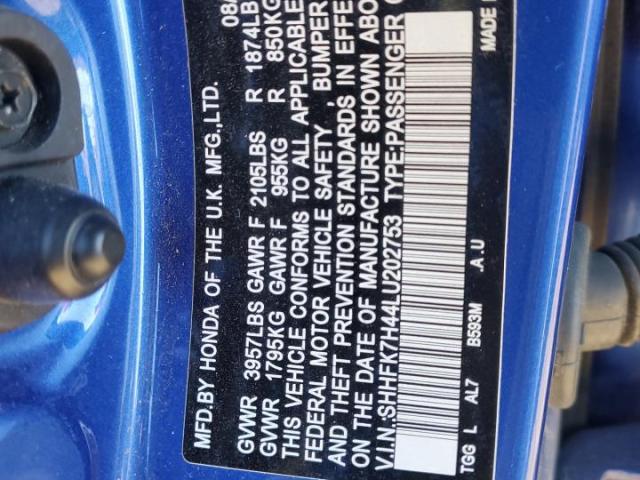 MFD.BY HONDA OF THE U.K. MFG.,LTD. 08/
GVWR 3957LBS GAWR F 2105LBS R 1874LB
GVWR 1795KG GAWR F 955KG R 850KG
THIS VEHICLE CONFORMS TO ALL APPLICABLE
FEDERAL MOTOR VEHICLE SAFETY , BUMPER
AND THEFT PREVENTION STANDARDS IN EFFE
ON THE DATE OF MANUFACTURE SHOWN ABO
V.I.N.:SHHFK7H44LU202753 TYPE:PASSENGER
TGG L AL7 B593M .A.U MADE